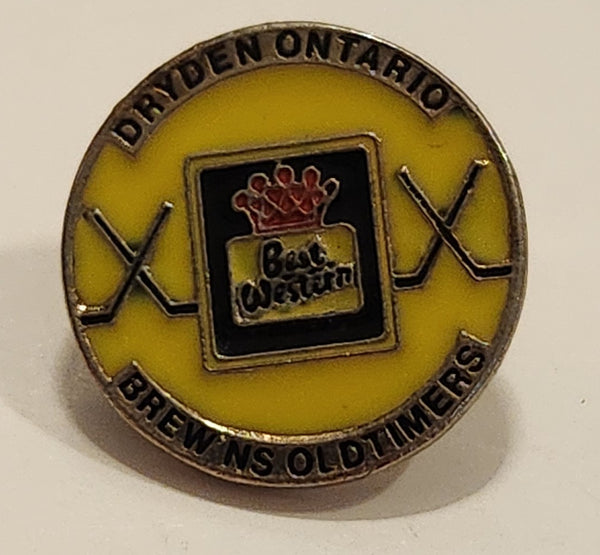 DRYDEN ONTARIO
Best
Western
BREW'NS OLDTIMERS